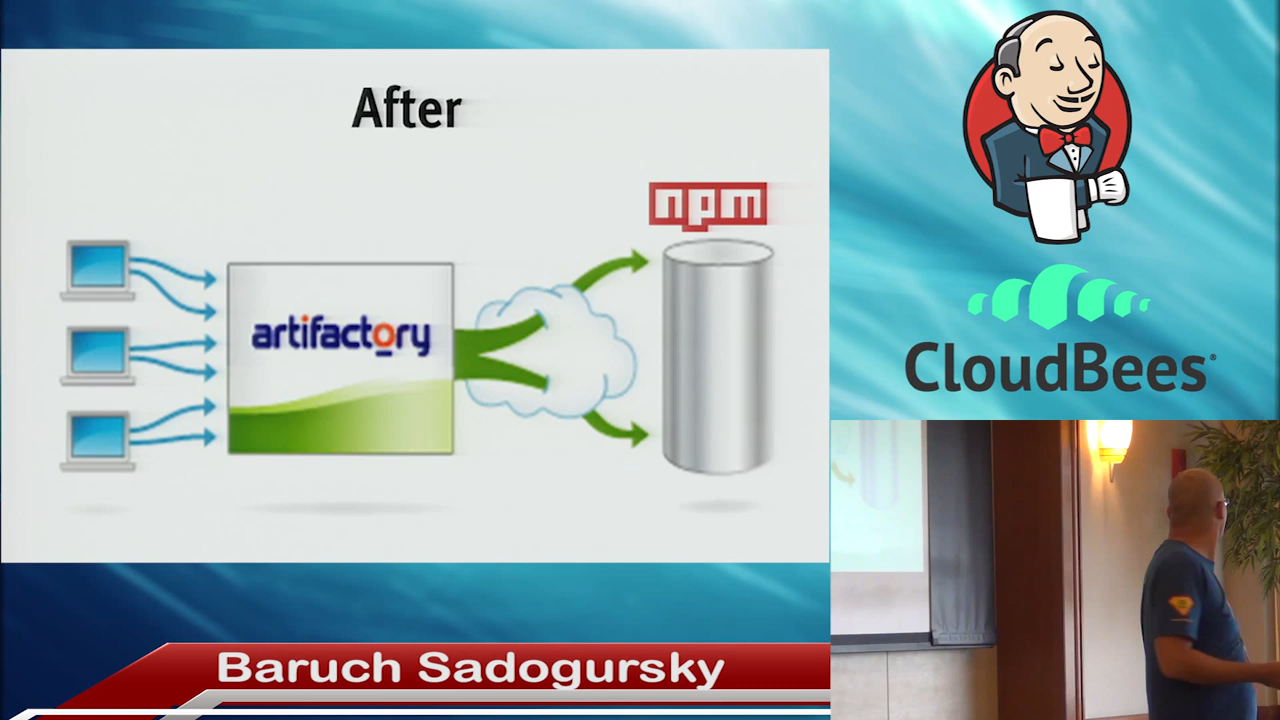 After
npm
artifactory
CloudBees
Baruch Sadogursky